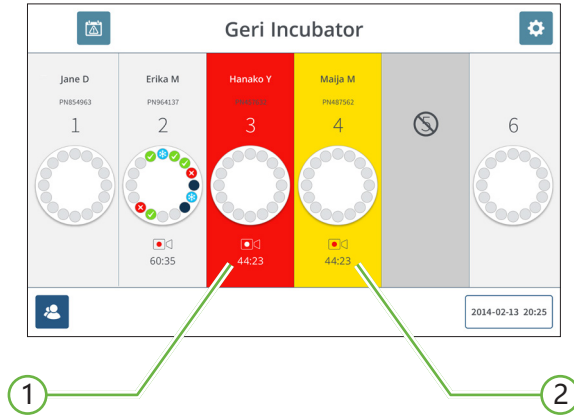 Geri Incubator
Jane D
PN854963
1
Erika M
PN964137
2
60:35
Hanako Y
3
44:23
Maija M
PN487562
4
44:23
5
6
2014-02-13 20:25
1
2